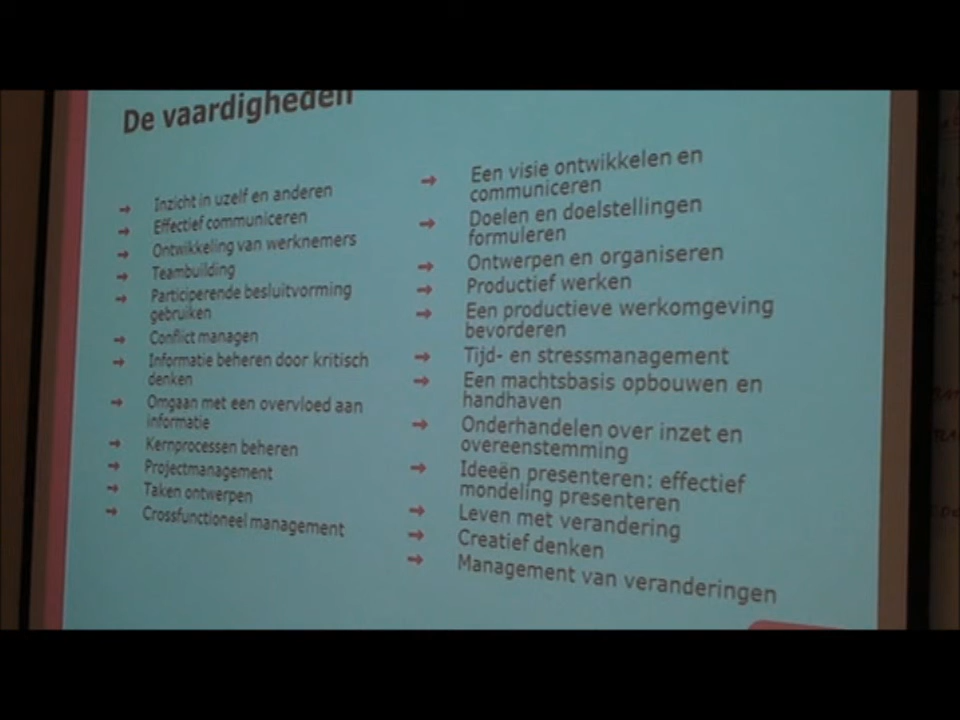 De vaardigheden
Inzicht in uzelf en anderen
Effectief communiceren
Ontwikkeling van werknemers
Teambuilding
Participerende besluitvorming
gebruiken
Conflict managen
Informatie beheren door kritisch
denken
Omgaan met een overvloed aan
informatie
Kernprocessen beheren
Projectmanagement
Taken ontwerpen
Crossfunctioneel management
Een visie ontwikkelen en
communiceren
Doelen en doelstellingen
formuleren
Ontwerpen en organiseren
Productief werken
Een productieve werkomgeving
bevorderen
Tijd- en stressmanagement
Een machtsbasis opbouwen en
handhaven
Onderhandelen over inzet en
overeenstemming
Ideeën presenteren: effectief
mondeling presenteren
Leven met verandering
Creatief denken
Management van veranderingen